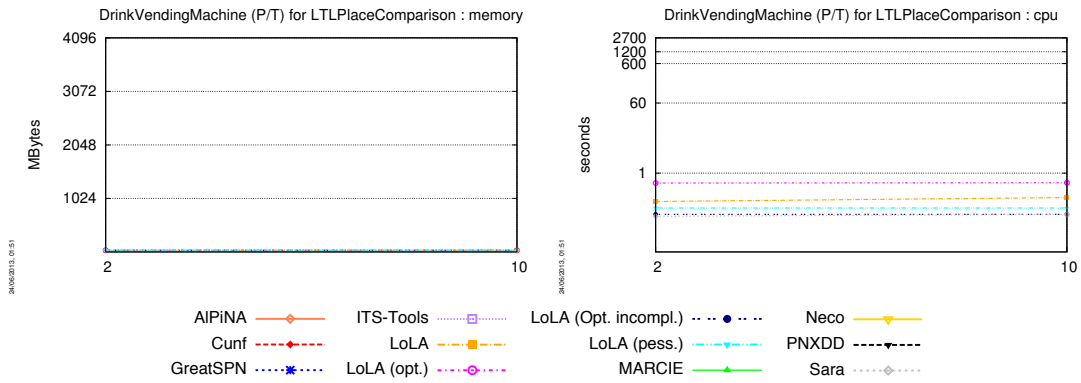 DrinkVendingMachine (P/T) for LTLPlaceComparison : memory
4096
3072
2048
1024
MBytes
2
10
24/06/2013, 01:51
DrinkVendingMachine (P/T) for LTLPlaceComparison : cpu
2700
1200
600
60
1
seconds
2
10
24/06/2013, 01:51
AlPiNA
Cunf
GreatSPN
ITS-Tools
LoLA
LoLA (opt.)
LoLA (Opt. incompl.)
LoLA (pess.)
MARCIE
Neco
PNXDD
Sara